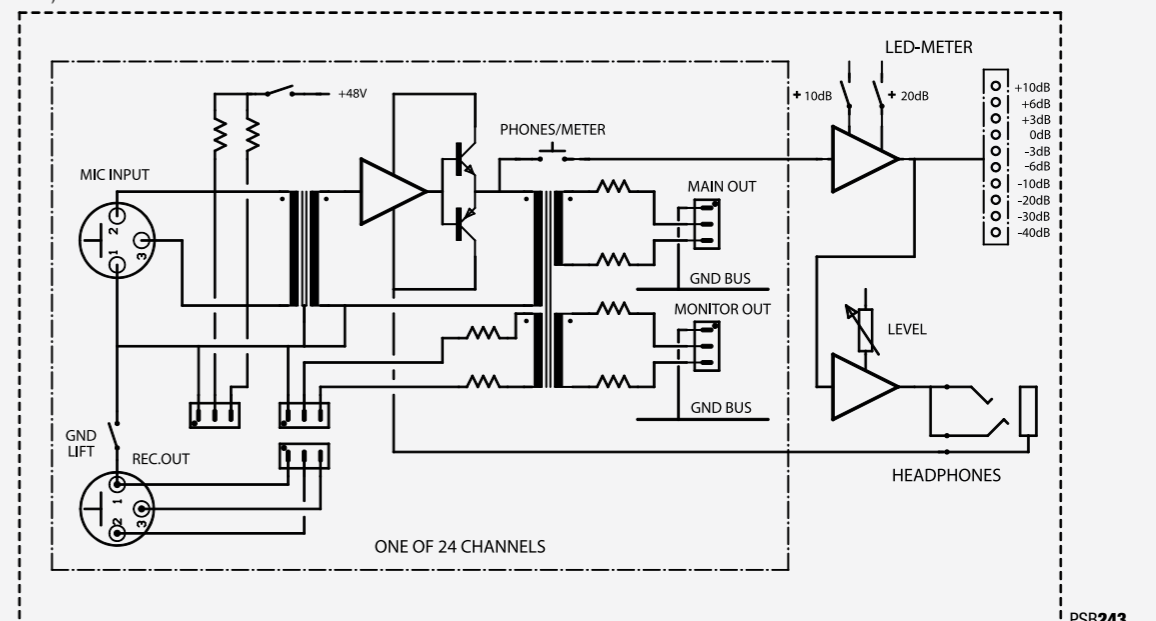 LED-METER
+48V
+ 10dB
+ 20dB
+10dB
+6dB
+3dB
0dB
-3dB
-6dB
-10dB
-20dB
-30dB
-40dB
PHONES/METER
MIC INPUT
2
1
3
MAIN OUT
GND BUS
MONITOR OUT
LEVEL
GND BUS
GND
LIFT
REC.OUT
1
2
3
HEADPHONES
ONE OF 24 CHANNELS
PSB243